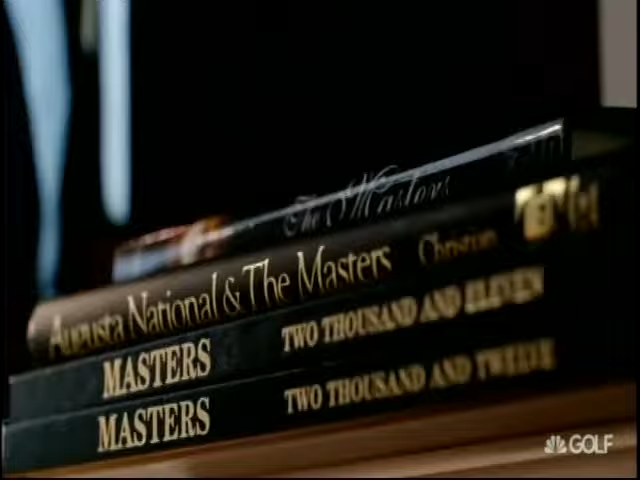 The Masters
Augusta National & The Masters Christian
MASTERS TWO THOUSAND AND ELEVEN
MASTERS TWO THOUSAND AND TWELVE
GOLF